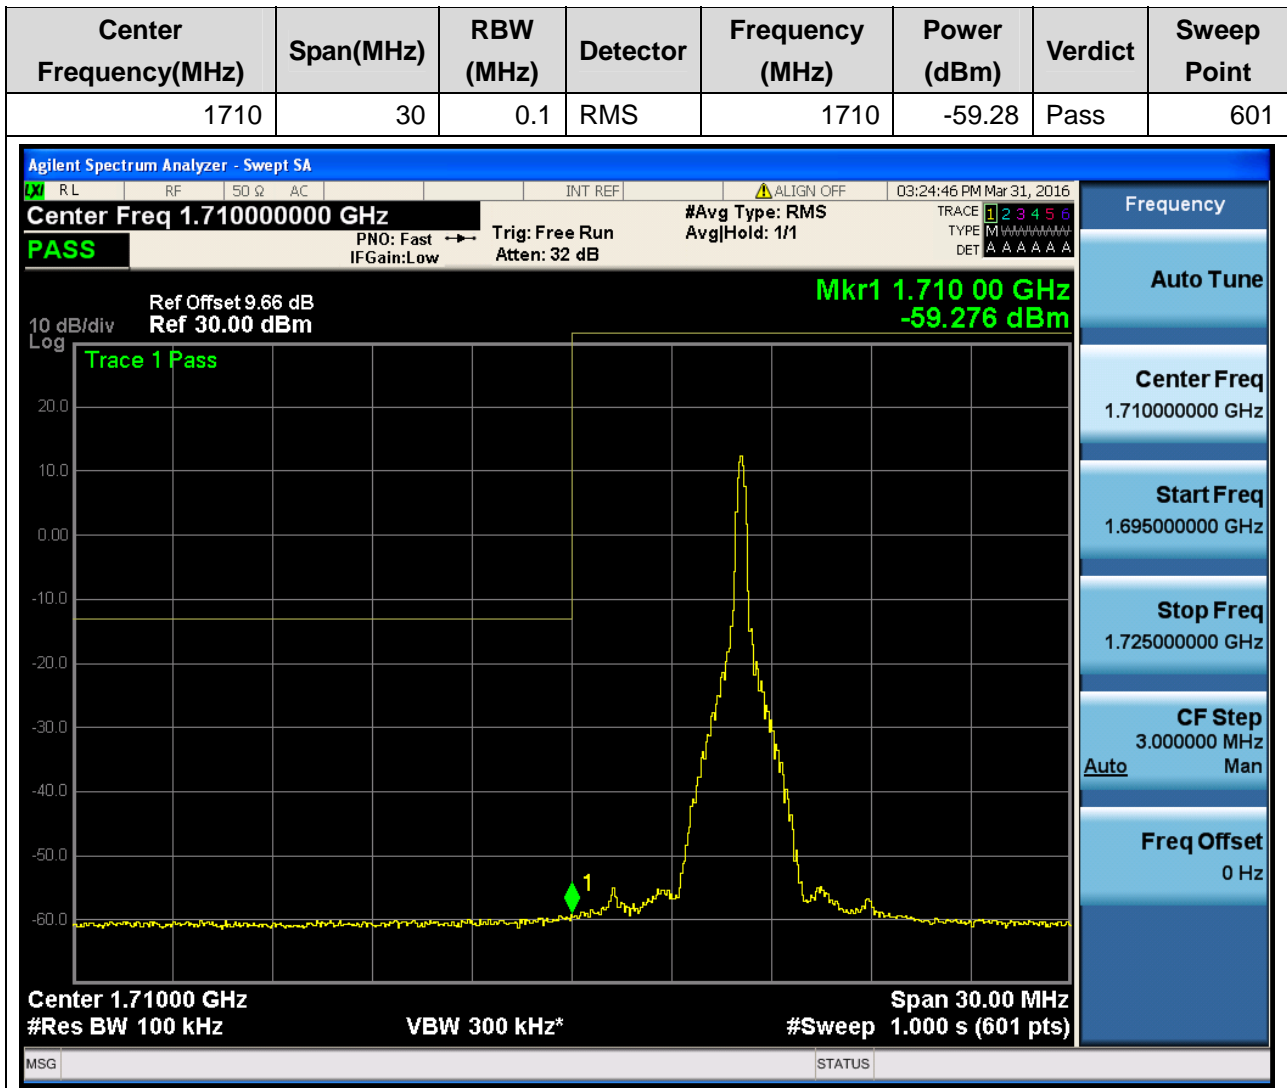 Center Frequency(MHz) Span(MHz) RBW (MHz) Detector Frequency (MHz) Power (dBm) Verdict Sweep Point
1710 30 0.1 RMS 1710 -59.28 Pass 601
Agilent Spectrum Analyzer - Swept SA
LXI RL RF 50 Ω AC INT REF ALIGN OFF 03:24:46 PM Mar 31, 2016
Center Freq 1.710000000 GHz
PASS
PNO: Fast
IFGain:Low
Trig: Free Run
Atten: 32 dB
#Avg Type: RMS
Avg|Hold: 1/1
TRACE 1 2 3 4 5 6
TYPE M WWWWW
DET A A A A A A
Mkr1 1.710 00 GHz
-59.276 dBm
Ref Offset 9.66 dB
10 dB/div Ref 30.00 dBm
Log
Trace 1 Pass
20.0
10.0
0.00
-10.0
-20.0
-30.0
-40.0
-50.0
-60.0
1
Center 1.71000 GHz Span 30.00 MHz
#Res BW 100 kHz VBW 300 kHz* #Sweep 1.000 s (601 pts)
MSG STATUS
Frequency
Auto Tune
Center Freq
1.710000000 GHz
Start Freq
1.695000000 GHz
Stop Freq
1.725000000 GHz
CF Step
3.000000 MHz
Auto Man
Freq Offset
0 Hz